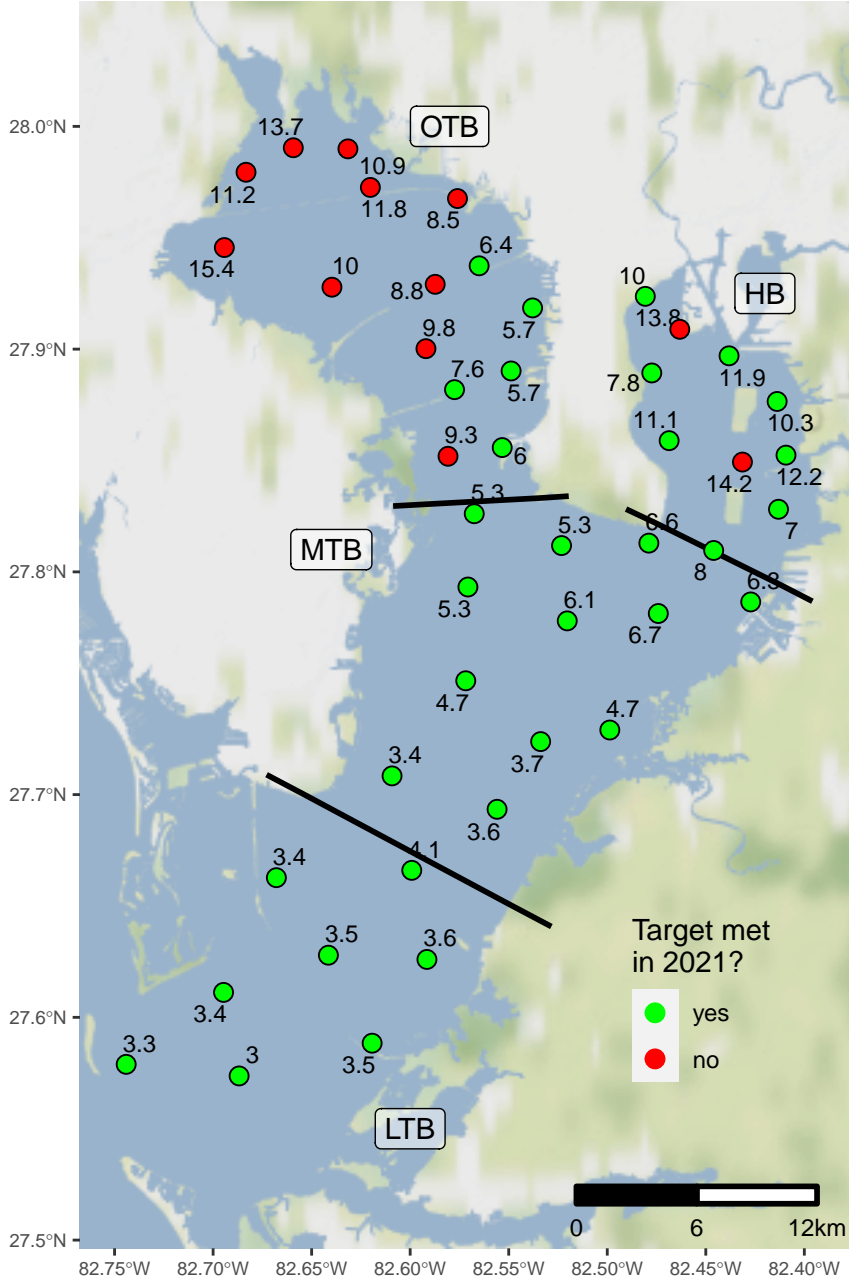 28.0°N
27.9°N
27.8°N
27.7°N
27.6°N
27.5°N
OTB
13.7
10.9
11.2
11.8
8.5
6.4
15.4
10
8.8
5.7
9.8
7.6
5.7
9.3
6
HB
10
13.8
11.9
7.8
10.3
11.1
14.2
12.2
7
MTB
5.3
5.3
6.6
8
6.3
5.3
6.1
6.7
4.7
4.7
3.7
3.4
3.6
4.1
3.4
3.5
3.6
3.4
3.3
3
3.5
LTB
Target met
in 2021?
yes
no
0 6 12km
82.75°W 82.70°W 82.65°W 82.60°W 82.55°W 82.50°W 82.45°W 82.40°W